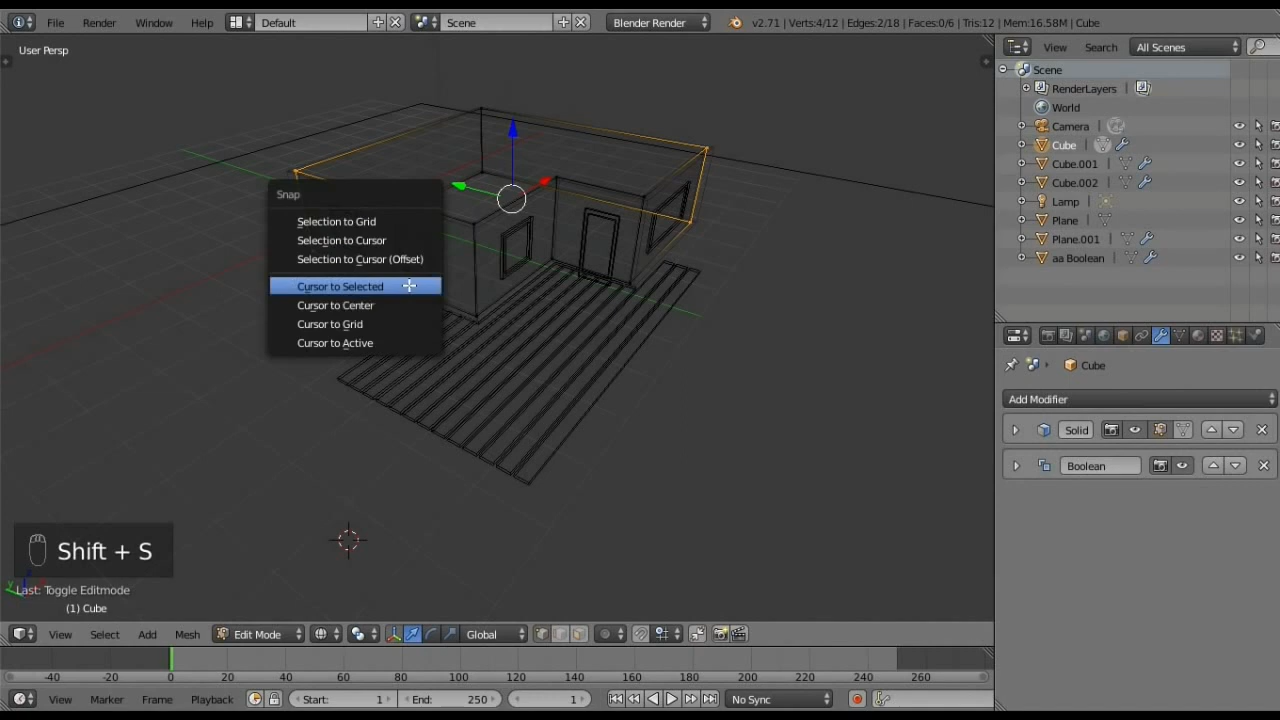 File Render Window Help Default Scene Blender Render v2.71 | Verts:4/12 | Edges:2/18 | Faces:0/6 | Tris:12 | Mem:16.58M | Cube
User Persp
View Search All Scenes
Scene
RenderLayers
World
Camera
Cube
Cube.001
Cube.002
Lamp
Plane
Plane.001
aa Boolean
Snap
Selection to Grid
Selection to Cursor
Selection to Cursor (Offset)
Cursor to Selected
Cursor to Center
Cursor to Grid
Cursor to Active
Cube
Add Modifier
Solid
Boolean
Shift + S
Last: Toggle Editmode
(1) Cube
View Select Add Mesh Edit Mode Global
-40 -20 0 20 40 60 80 100 120 140 160 180 200 220 240 260
View Marker Frame Playback Start: 1 End: 250 1 No Sync